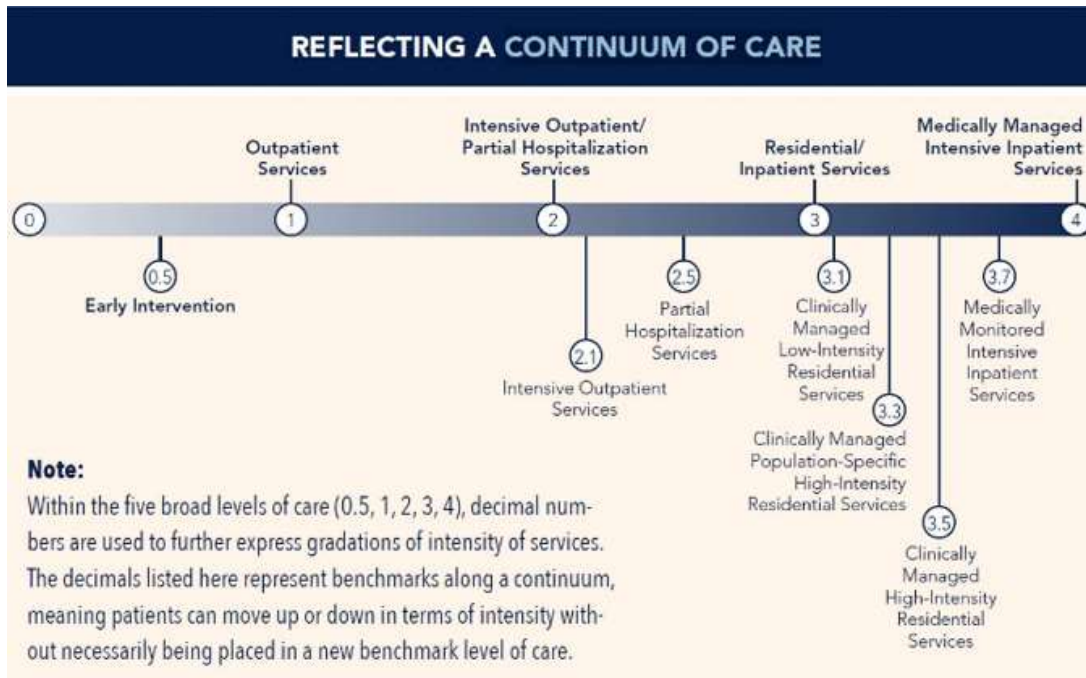 REFLECTING A CONTINUUM OF CARE
Outpatient
Services
Intensive Outpatient/
Partial Hospitalization
Services
Residential/
Inpatient Services
Medically Managed
Intensive Inpatient
Services
0
1
2
3
4
0.5
Early Intervention
2.1
Intensive Outpatient
Services
2.5
Partial
Hospitalization
Services
3.1
Clinically
Managed
Low-Intensity
Residential
Services
3.3
Clinically Managed
Population-Specific
High-Intensity
Residential Services
3.5
Clinically
Managed
High-Intensity
Residential
Services
3.7
Medically
Monitored
Intensive
Inpatient
Services
Note:
Within the five broad levels of care (0.5, 1, 2, 3, 4), decimal num-
bers are used to further express gradations of intensity of services.
The decimals listed here represent benchmarks along a continuum,
meaning patients can move up or down in terms of intensity with-
out necessarily being placed in a new benchmark level of care.